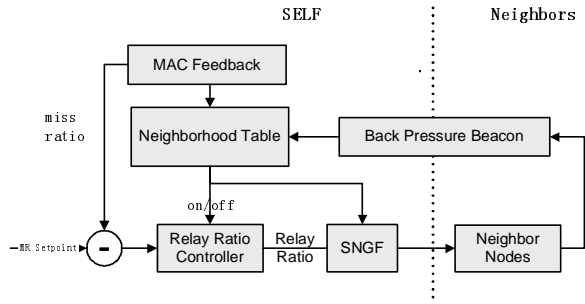 SELF
Neighbors
MAC Feedback
miss
ratio
Neighborhood Table
Back Pressure Beacon
on/off
MR Setpoint
-
Relay Ratio
Controller
Relay
Ratio
SNGF
Neighbor
Nodes